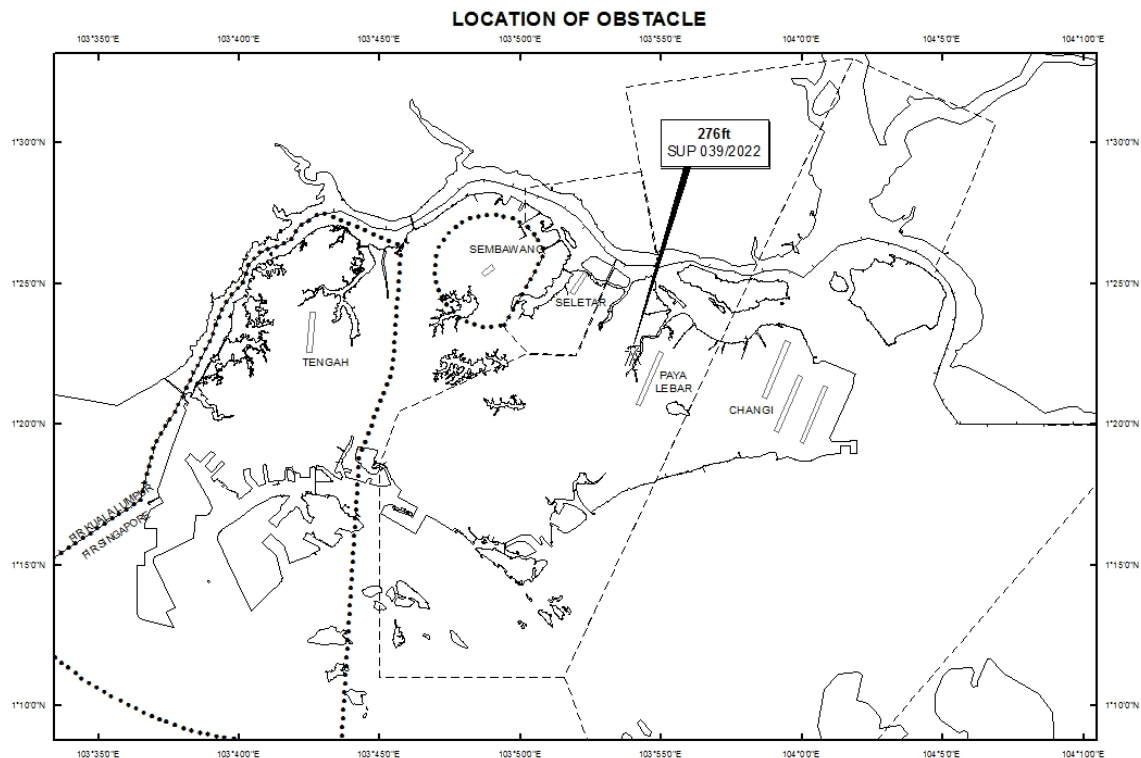 LOCATION OF OBSTACLE
103°35'0"E
103°40'0"E
103°45'0"E
103°50'0"E
103°55'0"E
104°0'0"E
104°5'0"E
104°10'0"E
1°30'0"N
1°30'0"N
276ft
SUP 039/2022
SEMBAWANG
1°25'0"N
1°25'0"N
SELETAR
TENGAH
PAYA
LEBAR
CHANGI
1°20'0"N
1°20'0"N
FIR KUALA LUMPUR
FIR SINGAPORE
1°15'0"N
1°15'0"N
1°10'0"N
1°10'0"N
103°35'0"E
103°40'0"E
103°45'0"E
103°50'0"E
103°55'0"E
104°0'0"E
104°5'0"E
104°10'0"E